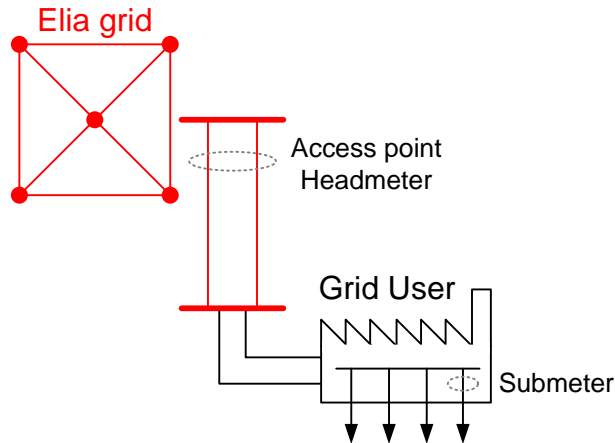 Elia grid
Access point
Headmeter
Grid User
Submeter